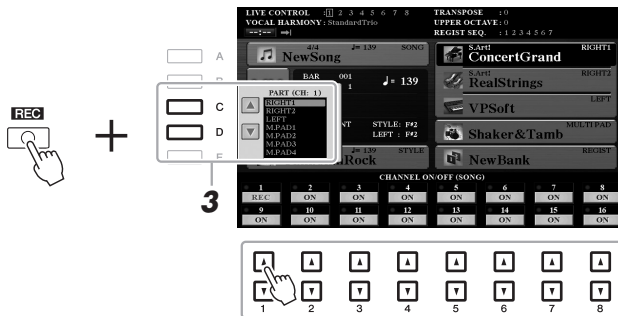 LIVE CONTROL : 1 2 3 4 5 6 7 8
VOCAL HARMONY : StandardTrio
TRANSPOSE : 0
UPPER OCTAVE : 0
REGIST SEQ. : 1 2 3 4 5 6 7
4/4 ♩= 139 SONG
NewSong
S.Art! RIGHT1
ConcertGrand
A
BAR 001
1
♩= 139
S.Art! RIGHT2
RealStrings
PART (CH: 1)
RIGHT1
RIGHT2
LEFT
M.PAD1
M.PAD2
M.PAD3
M.PAD4
C
D
LEFT
VPSoft
STYLE: F#2
LEFT : F#2
MULTI PAD
Shaker&Tamb
♩= 139 STYLE
Rock
REGIST
NewBank
REC
+
3
CHANNEL ON/OFF (SONG)
1 2 3 4 5 6 7 8
REC ON ON ON ON ON ON ON
9 10 11 12 13 14 15 16
ON ON ON ON ON ON ON ON
1 2 3 4 5 6 7 8